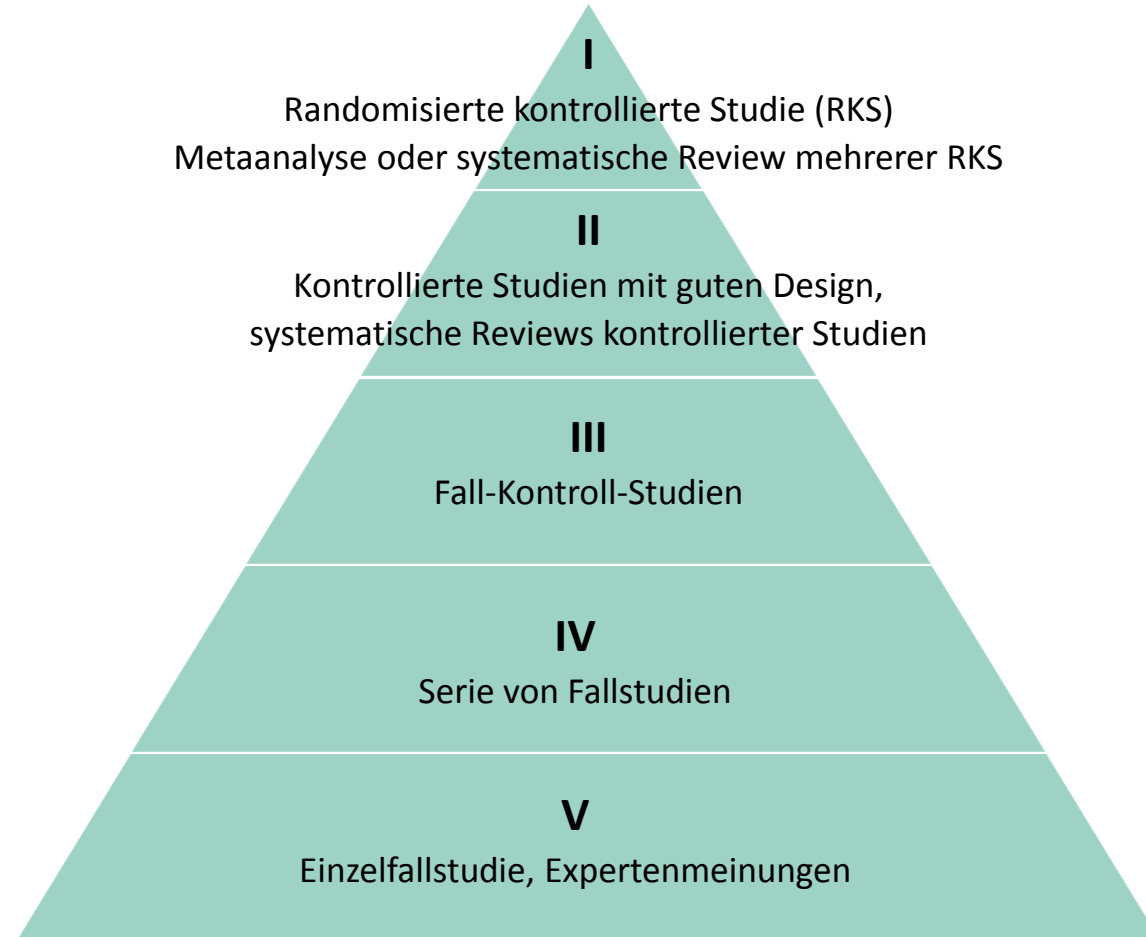 I
Randomisierte kontrollierte Studie (RKS)
Metaanalyse oder systematische Review mehrerer RKS
II
Kontrollierte Studien mit guten Design,
systematische Reviews kontrollierter Studien
III
Fall-Kontroll-Studien
IV
Serie von Fallstudien
V
Einzelfallstudie, Expertenmeinungen